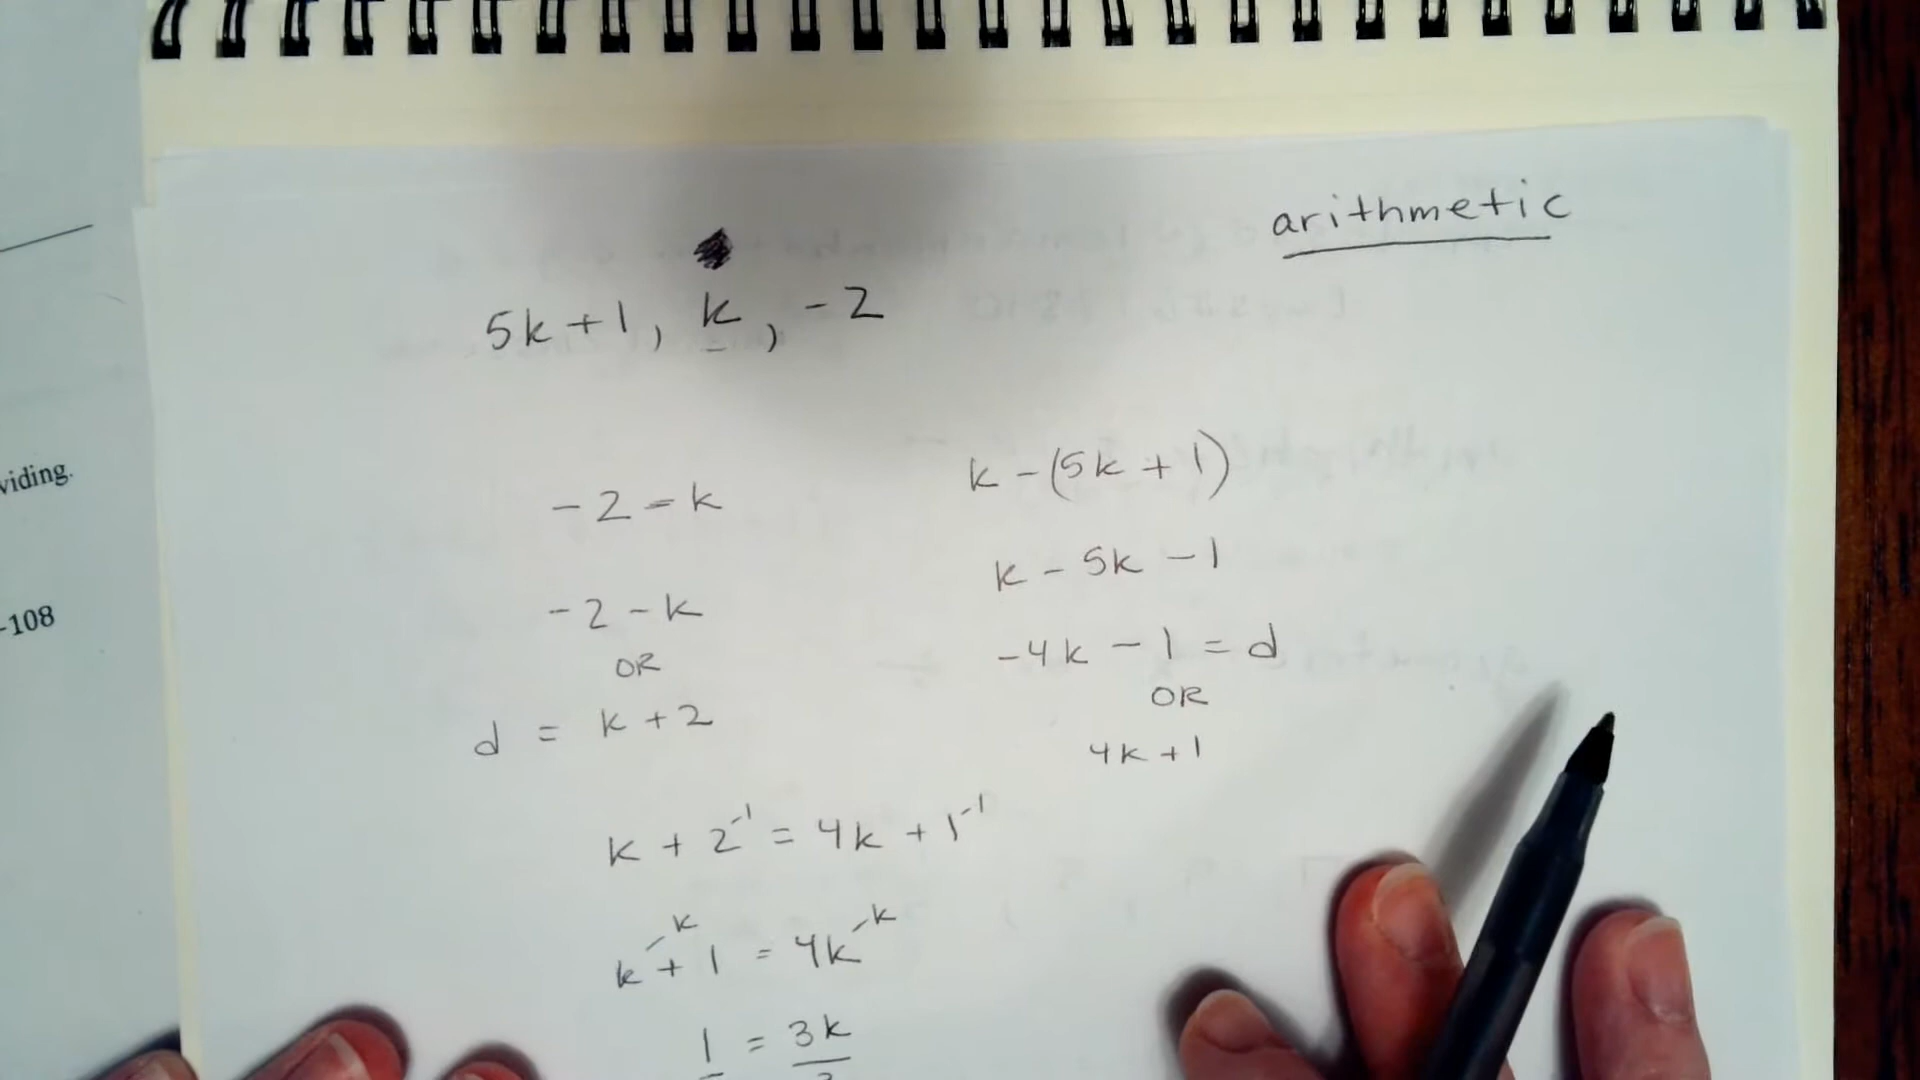 arithmetic
5k+1, k, -2
-2=k
-2-k
OR
d = k+2
k-(5k+1)
k-5k-1
-4k-1=d
OR
4k+1
k+2⁻¹=4k+1⁻¹
k⁻ᵏ+1=4k⁻ᵏ
1=3k
viding.
-108